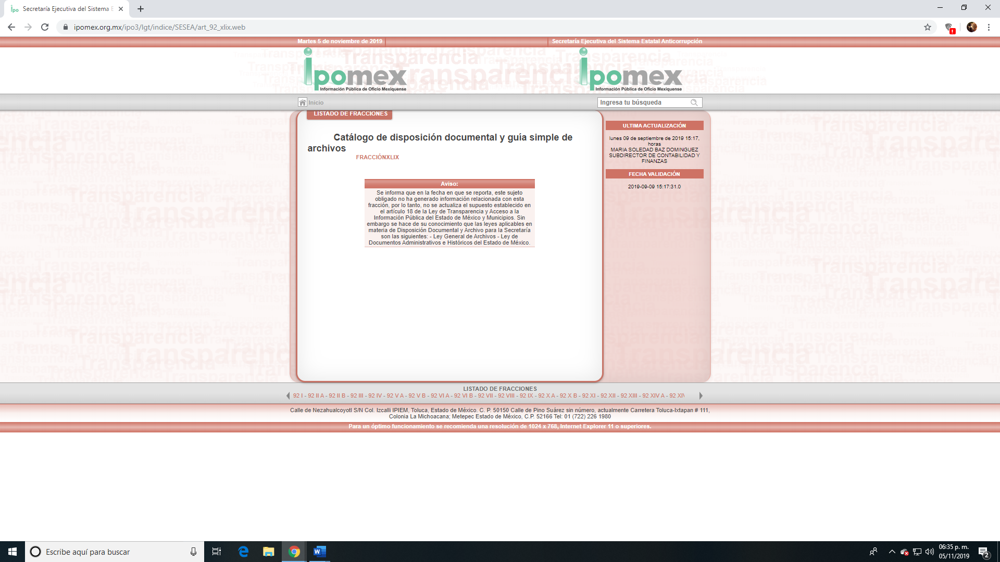 Secretaría Ejecutiva del Sistema E
ipomex.org.mx/ipo3/lgt/indice/SESEA/art_92_xlix.web
Martes 5 de noviembre de 2019
Secretaría Ejecutiva del Sistema Estatal Anticorrupción
ipomex
Información Pública de Oficio Mexiquense
ipomex
Información Pública de Oficio Mexiquense
Inicio
Ingresa tu búsqueda
LISTADO DE FRACCIONES
Catálogo de disposición documental y guía simple de
archivos
FRACCIÓNXLIX
Aviso:
Se informa que en la fecha en que se reporta, este sujeto
obligado no ha generado información relacionada con esta
fracción, por lo tanto, no se actualiza el supuesto establecido en
el artículo 18 de la Ley de Transparencia y Acceso a la
Información Pública del Estado de México y Municipios. Sin
embargo se hace de su conocimiento que las leyes aplicables en
materia de Disposición Documental y Archivo para la Secretaría
son las siguientes: - Ley General de Archivos - Ley de
Documentos Administrativos e Históricos del Estado de México.
ULTIMA ACTUALIZACIÓN
lunes 09 de septiembre de 2019 15:17,
horas
MARIA SOLEDAD BAZ DOMINGUEZ
SUBDIRECTOR DE CONTABILIDAD Y
FINANZAS
FECHA VALIDACIÓN
2019-09-09 15:17:31.0
LISTADO DE FRACCIONES
92 I - 92 II A - 92 II B - 92 III - 92 IV - 92 V A - 92 V B - 92 VI A - 92 VI B - 92 VII - 92 VIII - 92 IX - 92 X A - 92 X B - 92 XI - 92 XII - 92 XIII - 92 XIV A - 92 XIV
Calle de Nezahualcoyotl S/N Col. Izcalli IPIEM, Toluca, Estado de México. C. P. 50150 Calle de Pino Suárez sin número, actualmente Carretera Toluca-Ixtapan # 111,
Colonia La Michoacana; Metepec Estado de México, C.P. 52166 Tel: 01 (722) 226 1980
Para un óptimo funcionamiento se recomienda una resolución de 1024 x 768, Internet Explorer 11 o superiores.
Escribe aquí para buscar
06:35 p. m.
05/11/2019
2